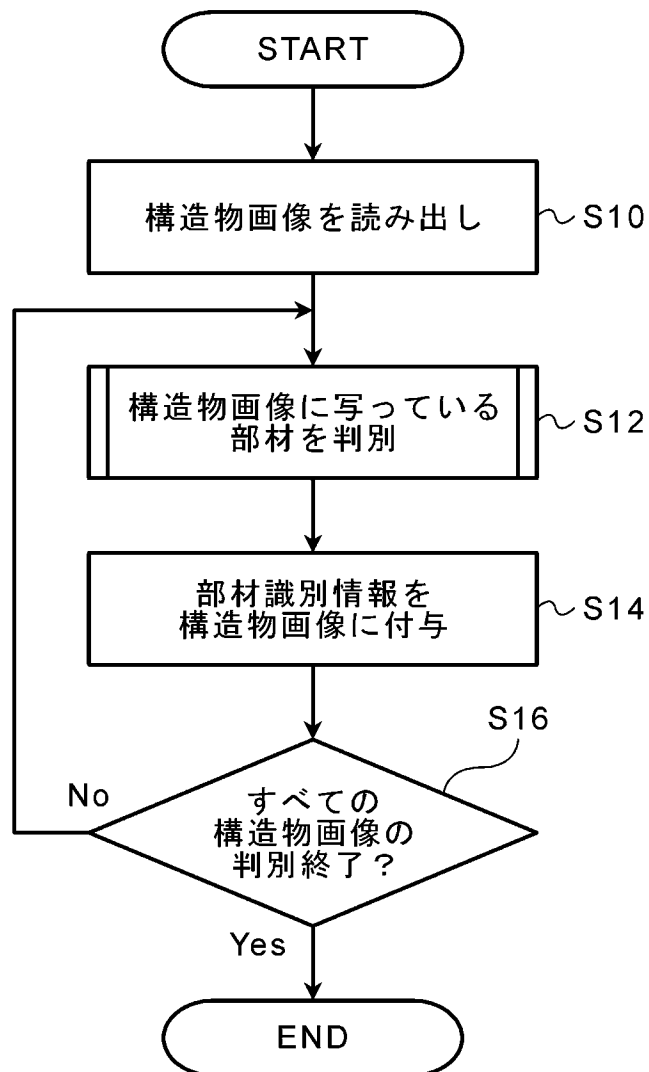 START
構造物画像を読み出し
S10
構造物画像に写っている
部材を判別
S12
部材識別情報を
構造物画像に付与
S14
S16
No
すべての
構造物画像の
判別終了？
Yes
END